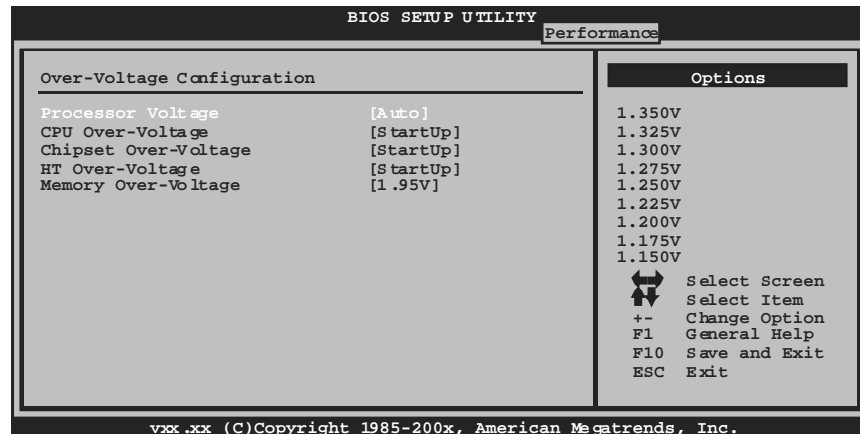 BIOS SETUP UTILITY
Performance
Over-Voltage Configuration
Processor Voltage [Auto]
CPU Over-Voltage [StartUp]
Chipset Over-Voltage [StartUp]
HT Over-Voltage [StartUp]
Memory Over-Voltage [1.95V]
Options
1.350V
1.325V
1.300V
1.275V
1.250V
1.225V
1.200V
1.175V
1.150V
Select Screen
Select Item
+- Change Option
F1 General Help
F10 Save and Exit
ESC Exit
vxx.xx (C)Copyright 1985-200x, American Megatrends, Inc.